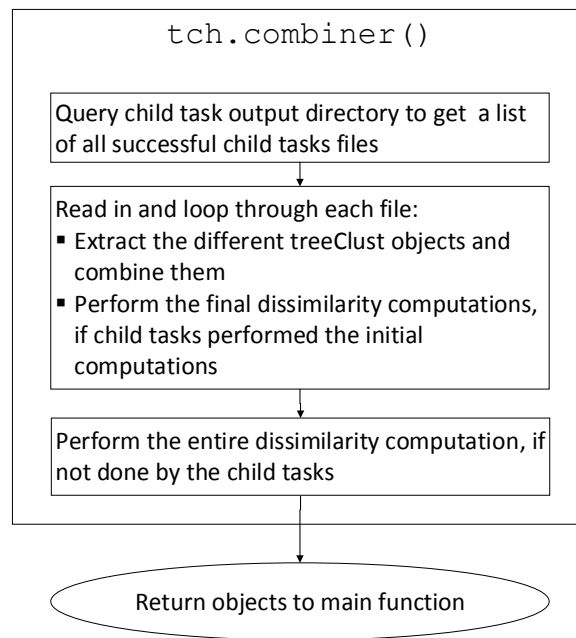 tch.combiner()
Query child task output directory to get  a list
of all successful child tasks files
Read in and loop through each file:
▪ Extract the different treeClust objects and
combine them
▪ Perform the final dissimilarity computations,
if child tasks performed the initial
computations
Perform the entire dissimilarity computation, if
not done by the child tasks
Return objects to main function